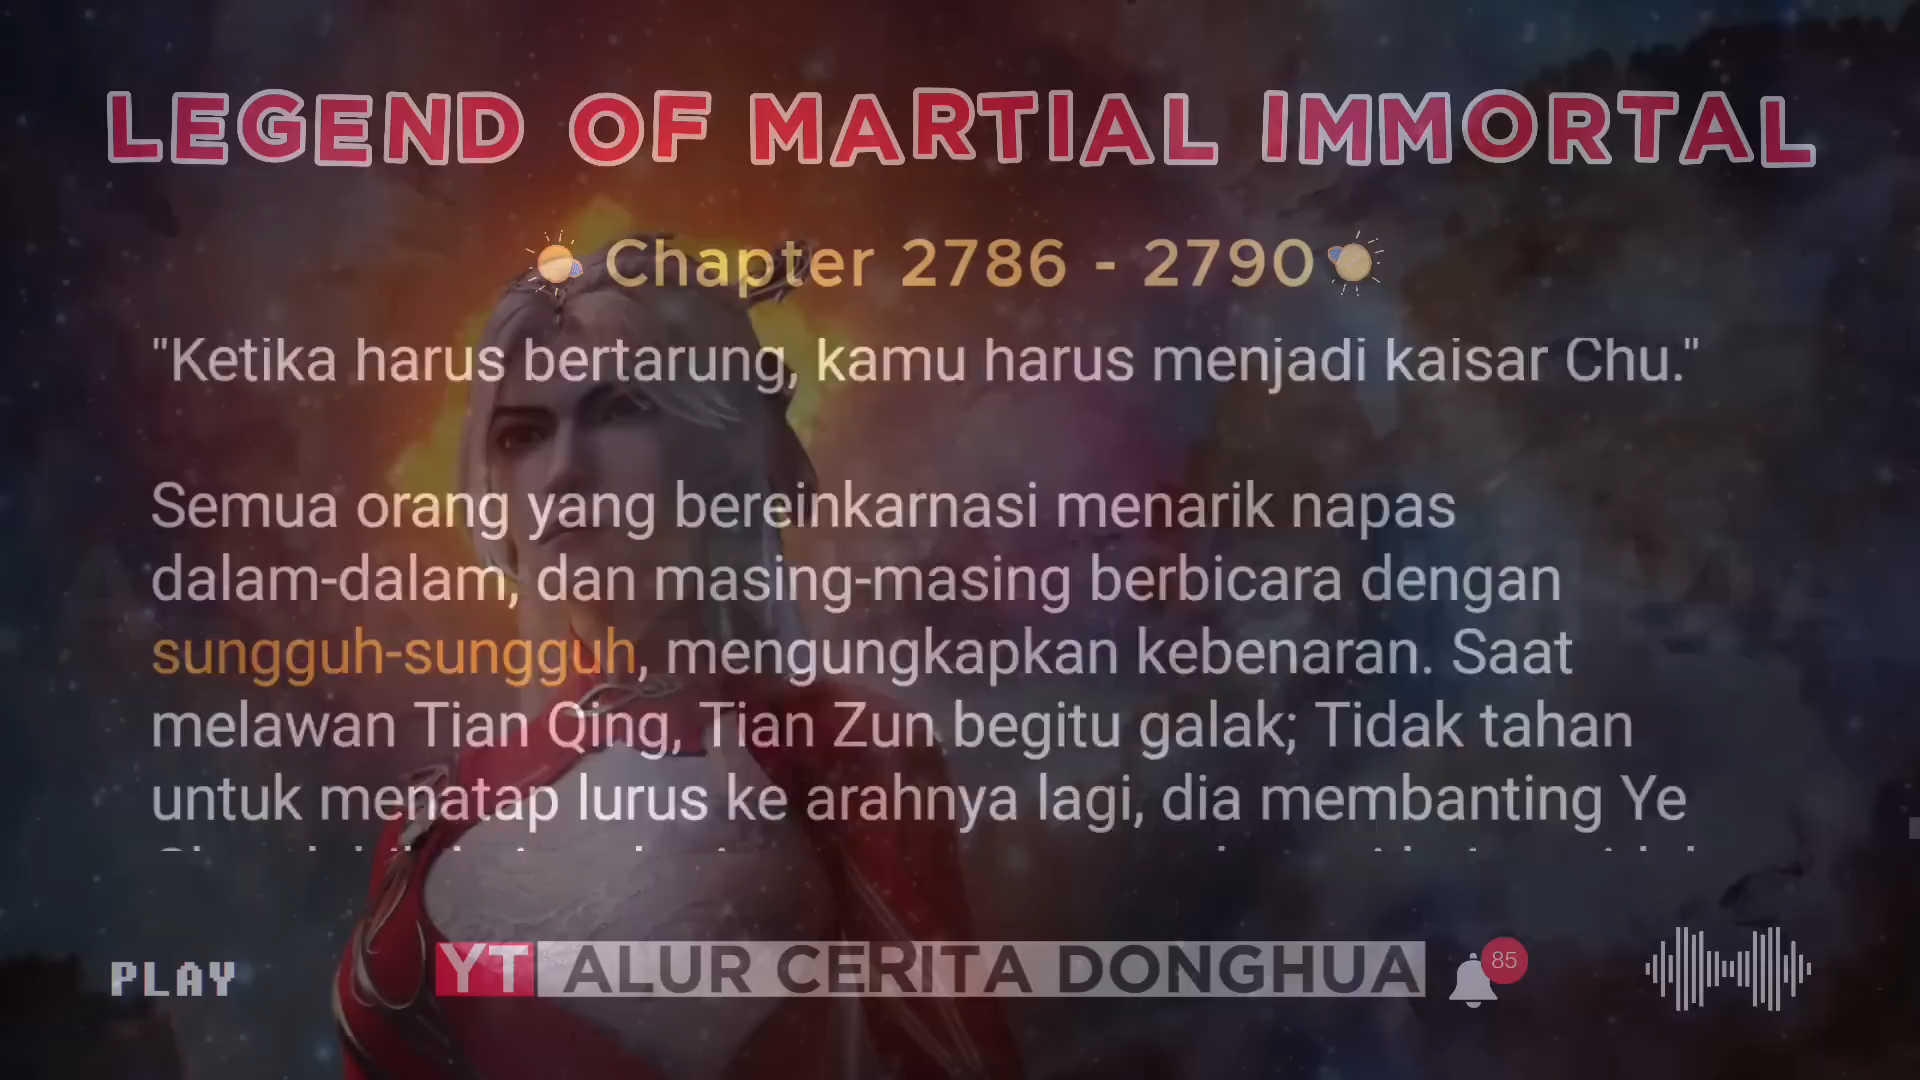 LEGEND OF MARTIAL IMMORTAL
Chapter 2786 - 2790
"Ketika harus bertarung, kamu harus menjadi kaisar Chu."
Semua orang yang bereinkarnasi menarik napas
dalam-dalam, dan masing-masing berbicara dengan
sungguh-sungguh, mengungkapkan kebenaran. Saat
melawan Tian Qing, Tian Zun begitu galak; Tidak tahan
untuk menatap lurus ke arahnya lagi, dia membanting Ye
PLAY
YT ALUR CERITA DONGHUA
85